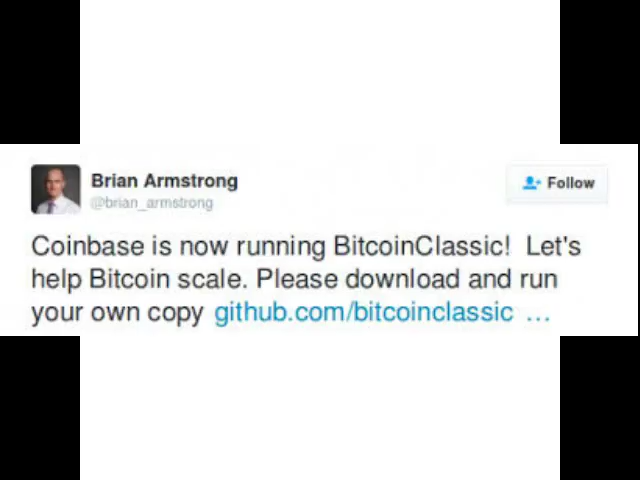 Brian Armstrong
@brian_armstrong
Follow
Coinbase is now running BitcoinClassic! Let's
help Bitcoin scale. Please download and run
your own copy github.com/bitcoinclassic …